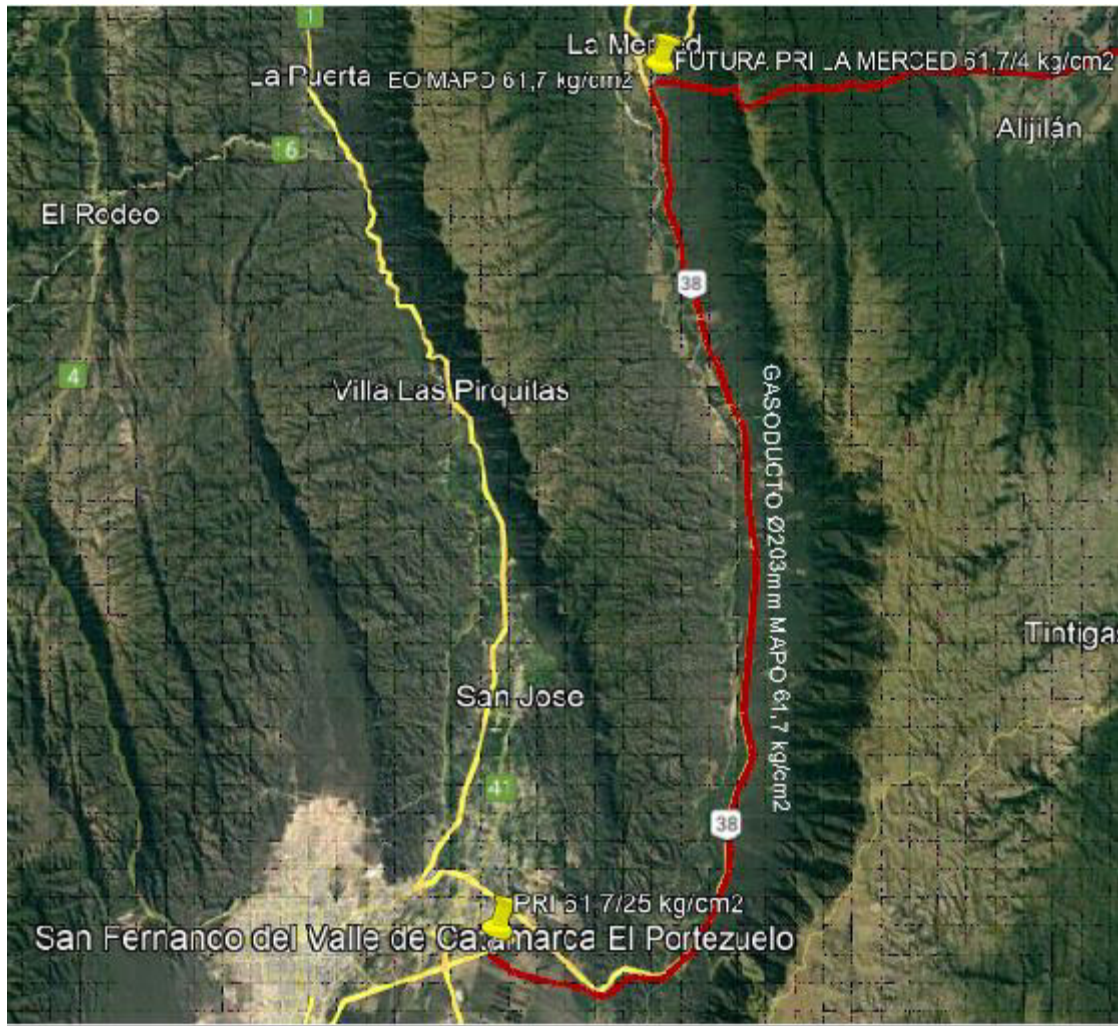 1
La Merced
FUTURA PRI LA MERCED 61,7/4 kg/cm2
La Puerta
EO MAPO 61,7 kg/cm2
Alijilán
16
El Rodeo
38
4
Villa Las Pirquitas
GASODUCTO Ø203mm MAPO 61,7 kg/cm2
Tintigas
San Jose
41
38
PRI 61,7/25 kg/cm2
San Fernando del Valle de Catamarca
El Portezuelo